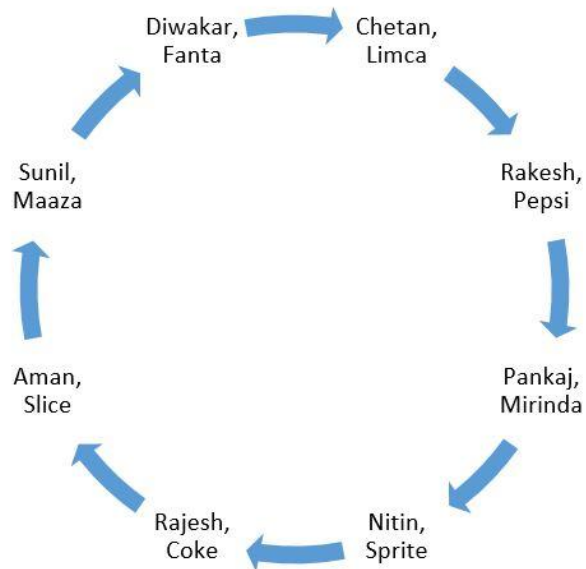 Diwakar,
Fanta
Chetan,
Limca
Rakesh,
Pepsi
Pankaj,
Mirinda
Nitin,
Sprite
Rajesh,
Coke
Aman,
Slice
Sunil,
Maaza